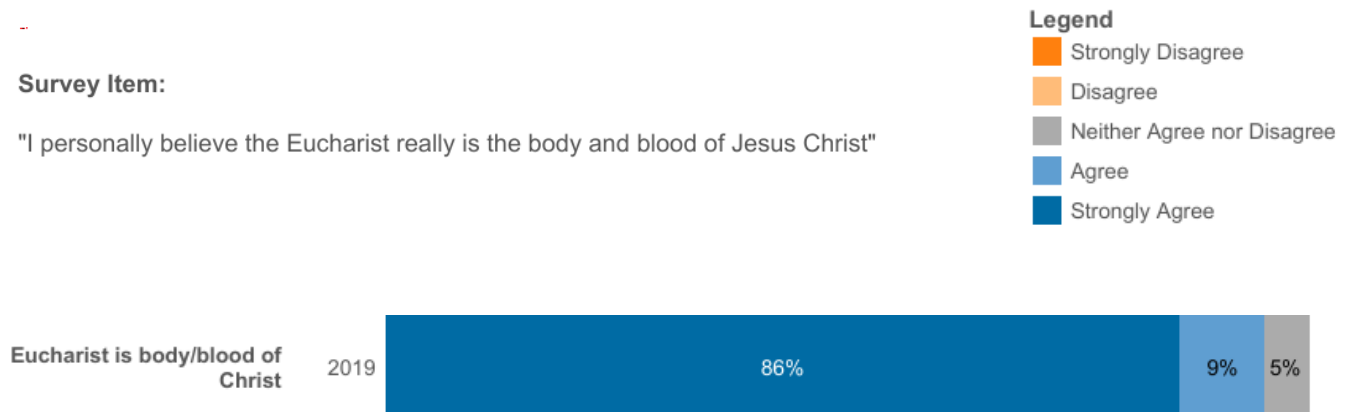 Legend
Strongly Disagree
Disagree
Neither Agree nor Disagree
Agree
Strongly Agree
Survey Item:
"I personally believe the Eucharist really is the body and blood of Jesus Christ"
Eucharist is body/blood of
Christ
2019
86%
9%
5%